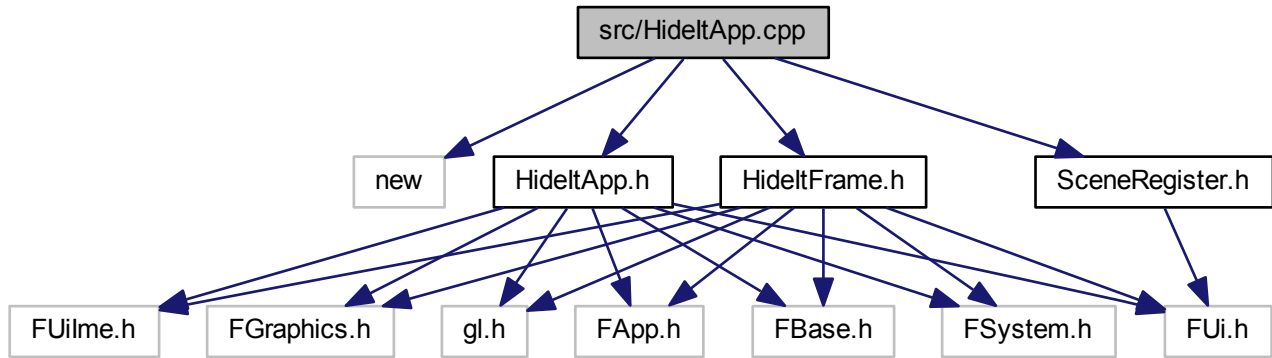 src/HideItApp.cpp
new
HideItApp.h
HideItFrame.h
SceneRegister.h
FUiIme.h
FGraphics.h
gl.h
FApp.h
FBase.h
FSystem.h
FUi.h